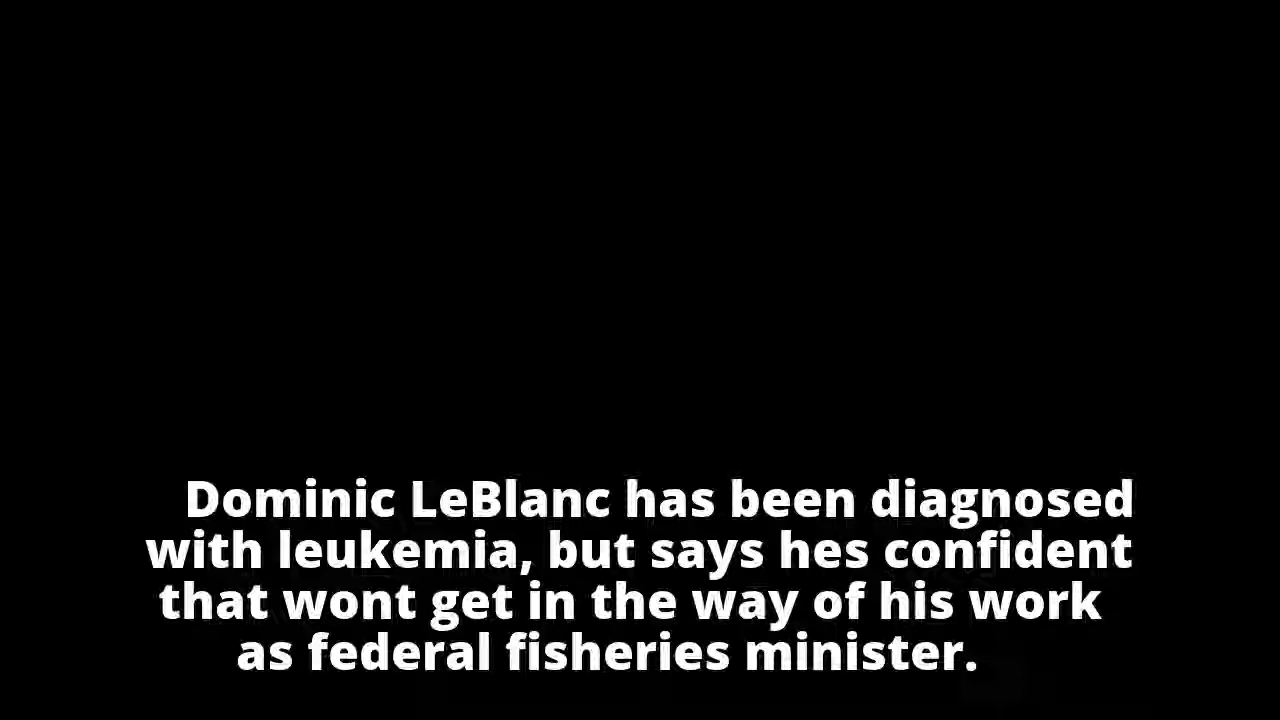 Dominic LeBlanc has been diagnosed
with leukemia, but says hes confident
that wont get in the way of his work
as federal fisheries minister.